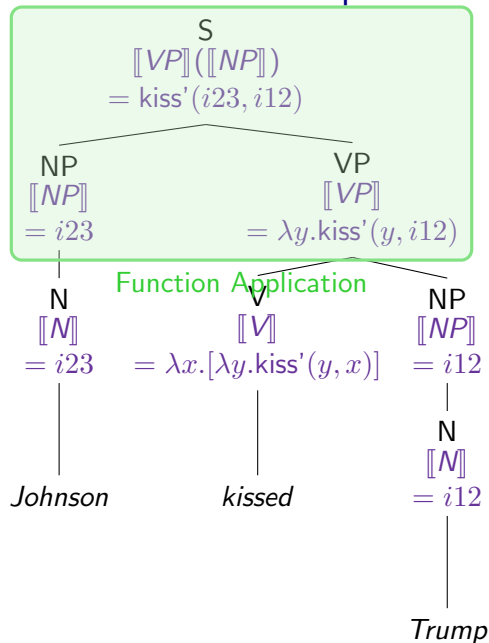 S
⟦VP⟧(⟦NP⟧)
= kiss'(i23, i12)
NP VP
⟦NP⟧ ⟦VP⟧
= i23 = λy.kiss'(y, i12)
Function Application
N V NP
⟦N⟧ ⟦V⟧ ⟦NP⟧
= i23 = λx.[λy.kiss'(y, x)] = i12
N
⟦N⟧
Johnson kissed = i12
Trump